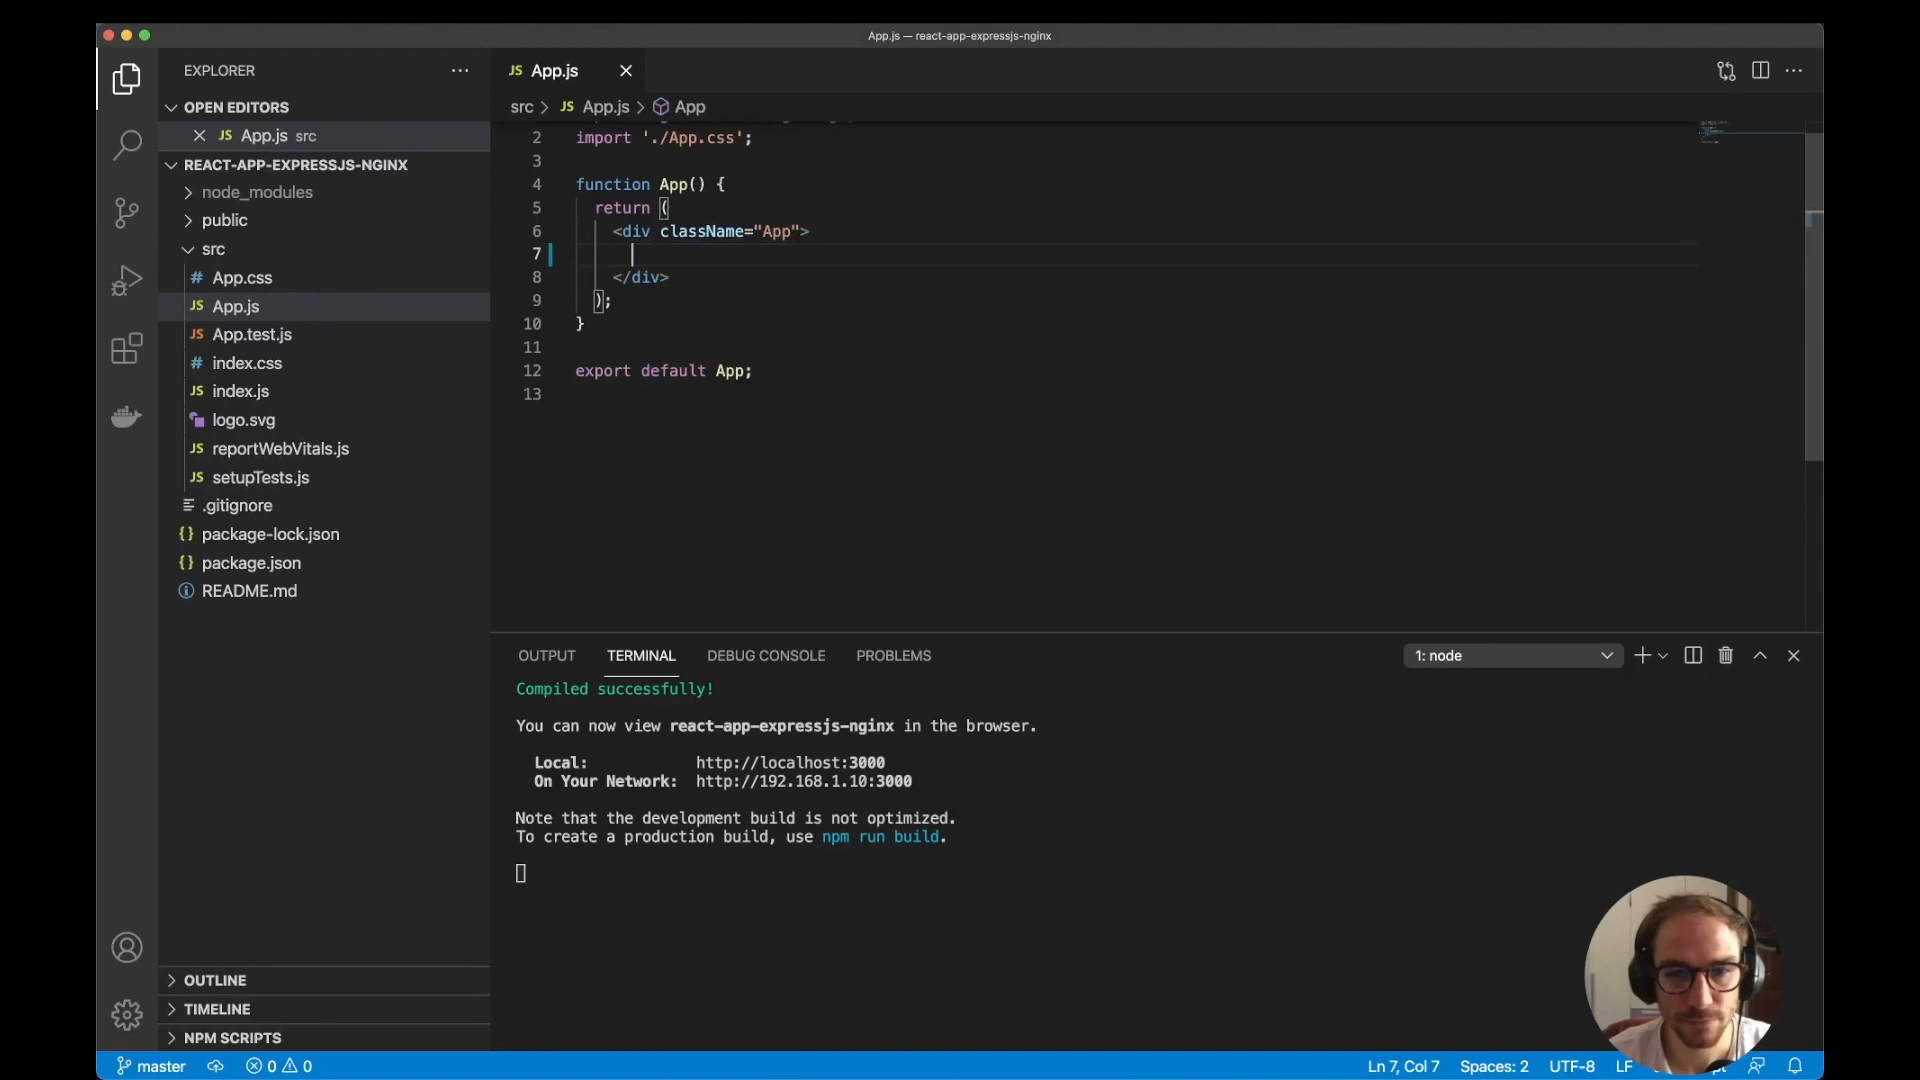 App.js — react-app-expressjs-nginx
EXPLORER
OPEN EDITORS
JS App.js src
REACT-APP-EXPRESSJS-NGINX
node_modules
public
src
# App.css
JS App.js
JS App.test.js
# index.css
JS index.js
logo.svg
JS reportWebVitals.js
JS setupTests.js
.gitignore
{} package-lock.json
{} package.json
README.md
OUTLINE
TIMELINE
NPM SCRIPTS
JS App.js
src > JS App.js > App
2 import './App.css';
3
4 function App() {
5 return (
6 <div className="App">
7
8 </div>
9 );
10 }
11
12 export default App;
13
OUTPUT TERMINAL DEBUG CONSOLE PROBLEMS 1: node
Compiled successfully!
You can now view react-app-expressjs-nginx in the browser.
Local: http://localhost:3000
On Your Network: http://192.168.1.10:3000
Note that the development build is not optimized.
To create a production build, use npm run build.
master 0 0 Ln 7, Col 7 Spaces: 2 UTF-8 LF